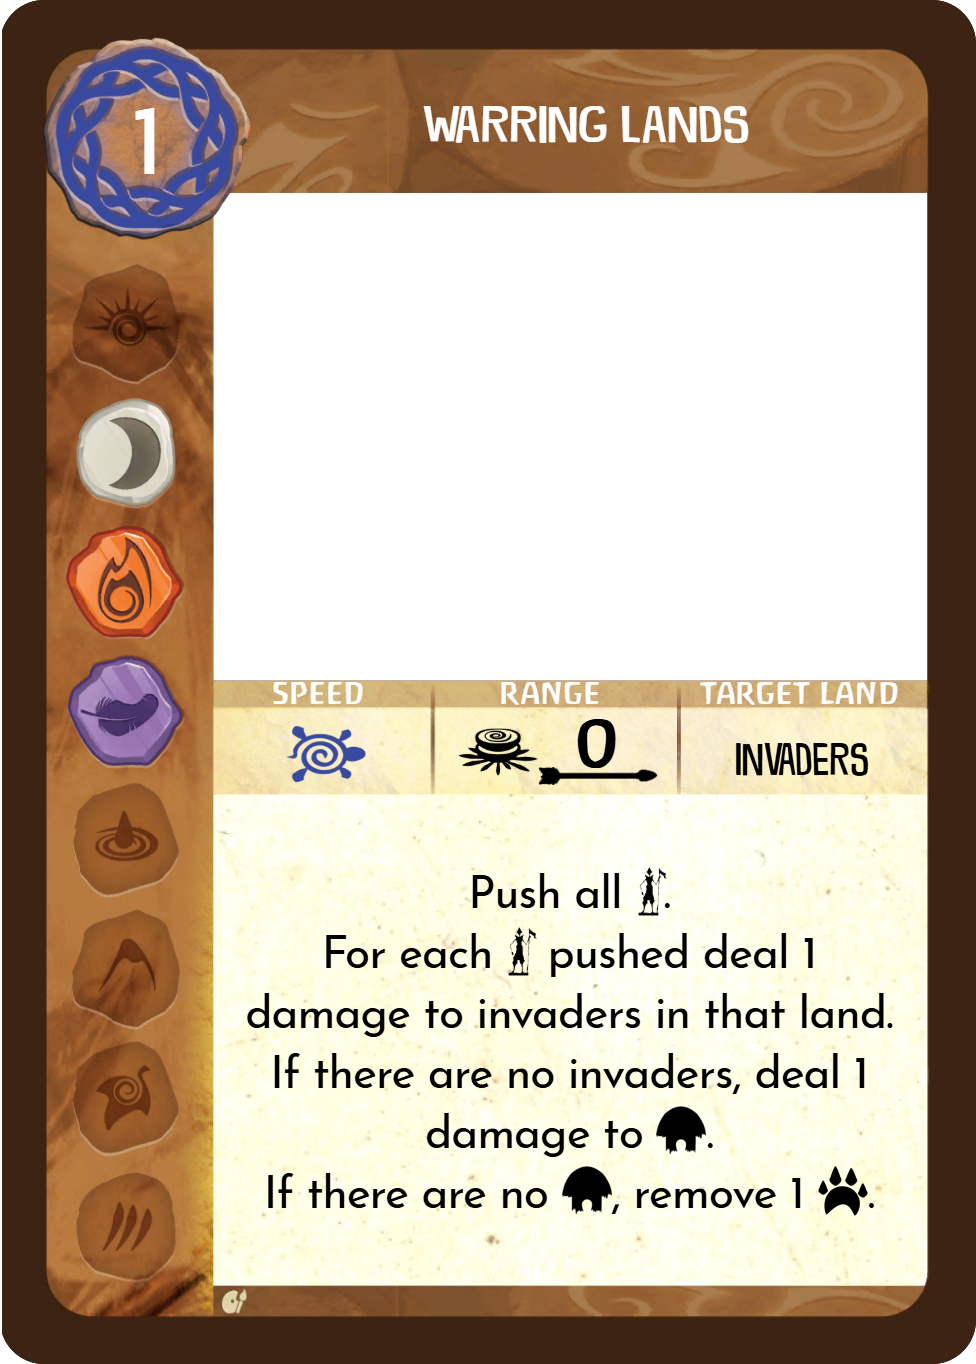 1
WARRING LANDS
SPEED RANGE TARGET LAND
0 INVADERS
Push all .
For each pushed deal 1
damage to invaders in that land.
If there are no invaders, deal 1
damage to .
If there are no , remove 1 .